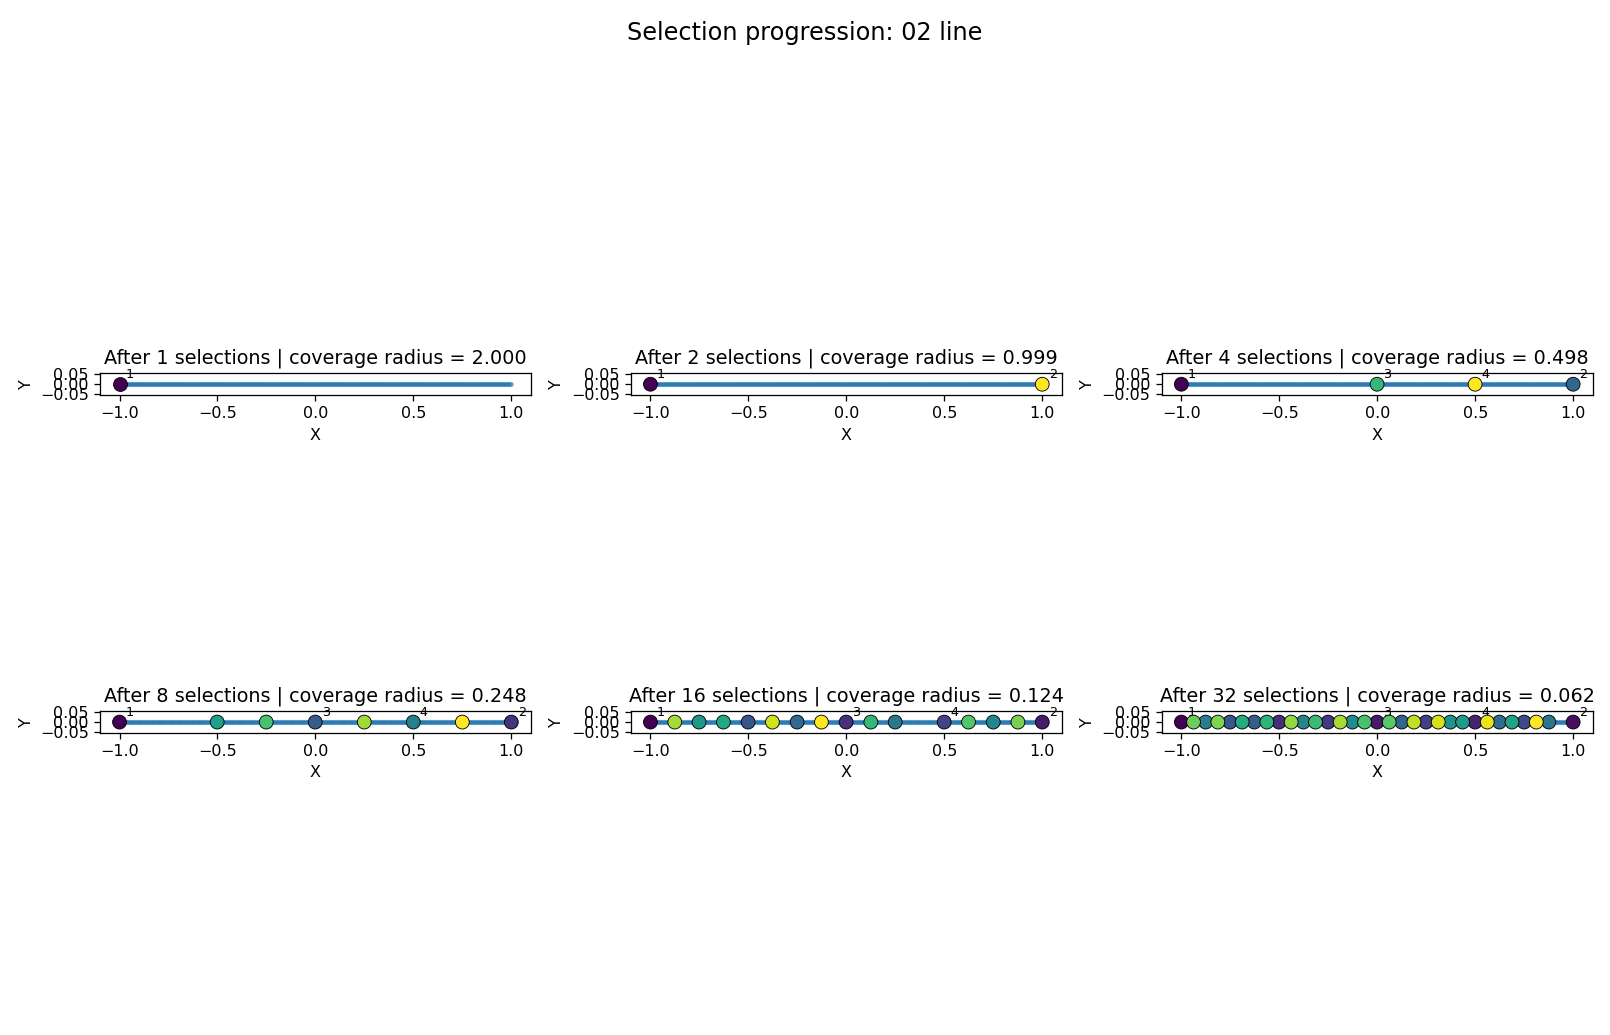 Selection progression: 02 line
After 1 selections | coverage radius = 2.000
1
Y
0.05
0.00
−0.05
−1.0 −0.5 0.0 0.5 1.0
X
After 2 selections | coverage radius = 0.999
1 2
Y
0.05
0.00
−0.05
−1.0 −0.5 0.0 0.5 1.0
X
After 4 selections | coverage radius = 0.498
1 3 4 2
Y
0.05
0.00
−0.05
−1.0 −0.5 0.0 0.5 1.0
X
After 8 selections | coverage radius = 0.248
1 3 4 2
Y
0.05
0.00
−0.05
−1.0 −0.5 0.0 0.5 1.0
X
After 16 selections | coverage radius = 0.124
1 3 4 2
Y
0.05
0.00
−0.05
−1.0 −0.5 0.0 0.5 1.0
X
After 32 selections | coverage radius = 0.062
1 3 4 2
Y
0.05
0.00
−0.05
−1.0 −0.5 0.0 0.5 1.0
X